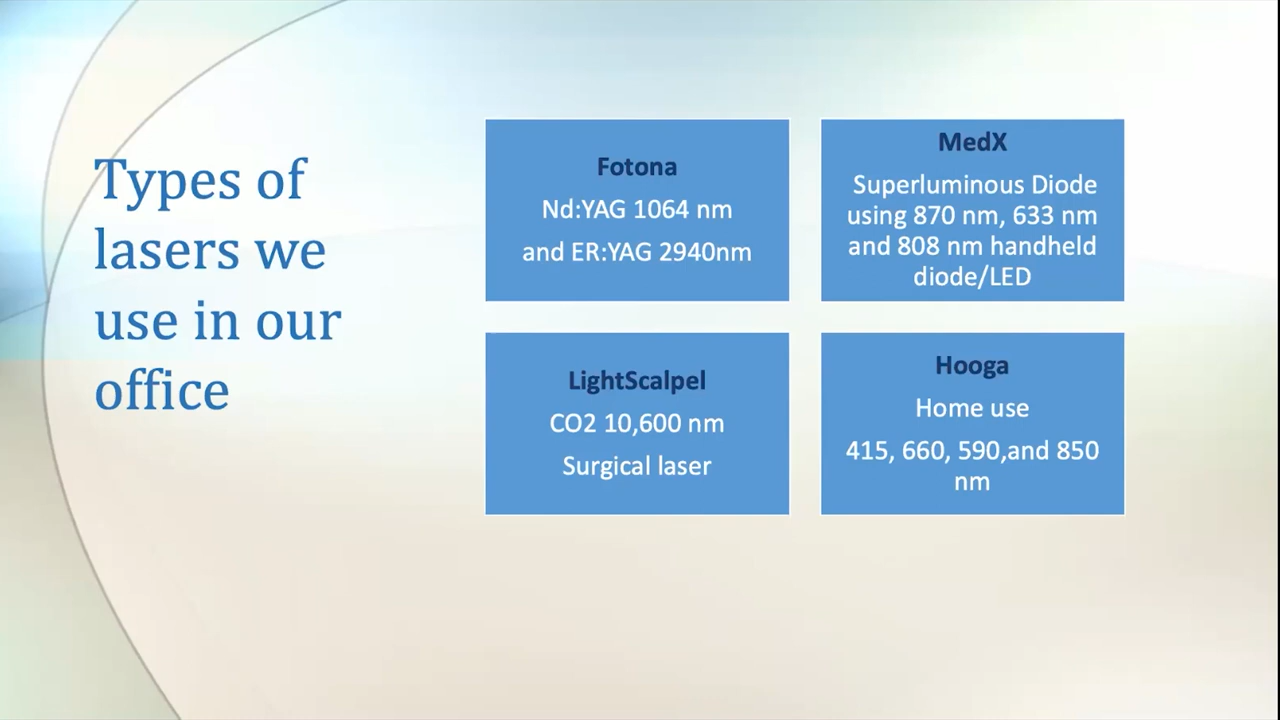 Types of
lasers we
use in our
office
Fotona
Nd:YAG 1064 nm
and ER:YAG 2940nm
MedX
Superluminous Diode
using 870 nm, 633 nm
and 808 nm handheld
diode/LED
LightScalpel
CO2 10,600 nm
Surgical laser
Hooga
Home use
415, 660, 590,and 850
nm